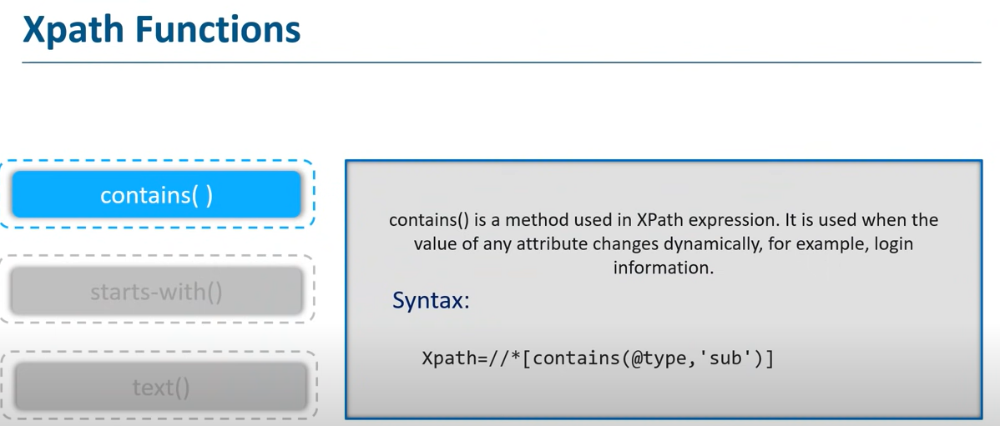 Xpath Functions
contains( )
starts-with()
text()
contains() is a method used in XPath expression. It is used when the
value of any attribute changes dynamically, for example, login
information.
Syntax:
Xpath=//*[contains(@type,'sub')]